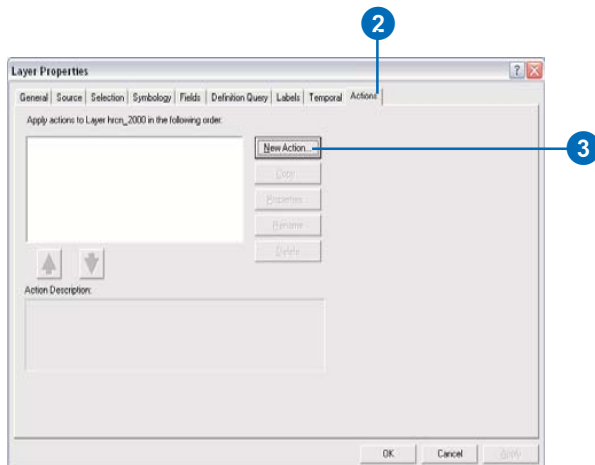 2
Layer Properties
General Source Selection Symbology Fields Definition Query Labels Temporal Actions
Apply actions to Layer hrcn_2000 in the following order:
New Action...
3
Copy
Properties
Rename
Delete
Action Description:
OK Cancel Apply